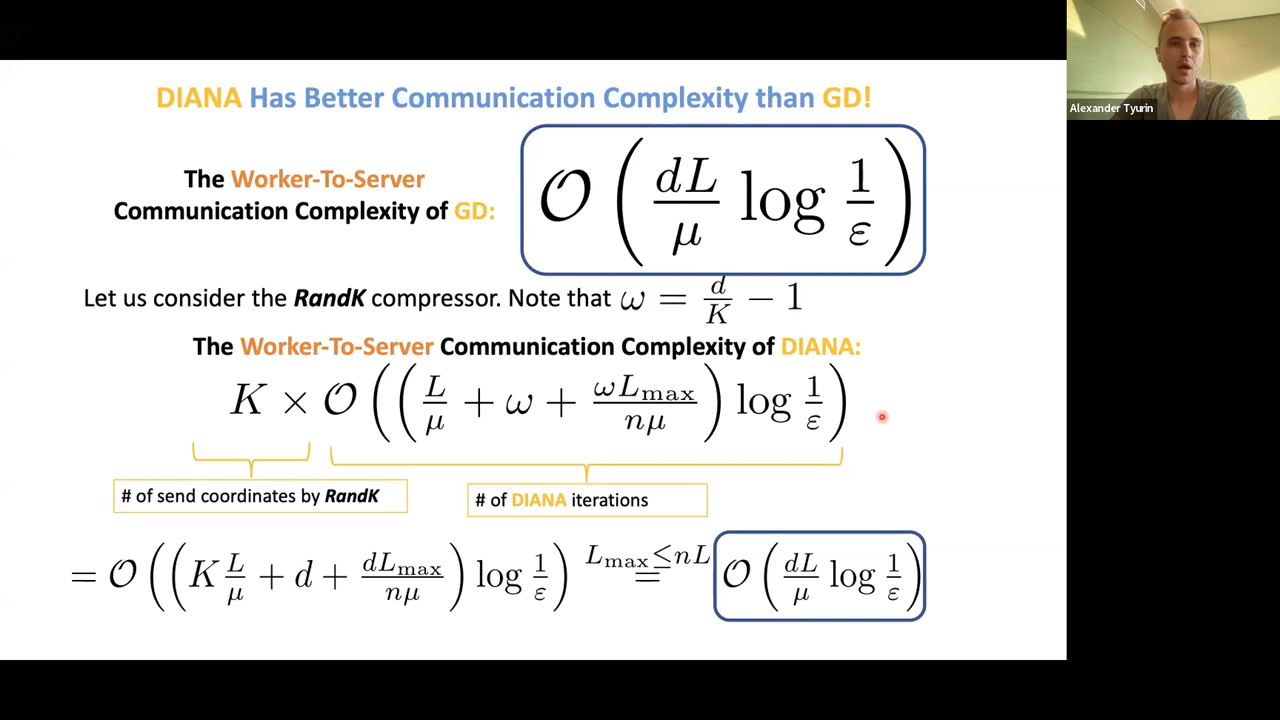 DIANA Has Better Communication Complexity than GD!
Alexander Tyurin
The Worker-To-Server
Communication Complexity of GD:
𝒪 ( dL/μ log 1/ε )
Let us consider the RandK compressor. Note that ω = d/K − 1
The Worker-To-Server Communication Complexity of DIANA:
K × 𝒪 ( ( L/μ + ω + ωL_max/nμ ) log 1/ε )
# of send coordinates by RandK
# of DIANA iterations
= 𝒪 ( ( K L/μ + d + dL_max/nμ ) log 1/ε ) L_max≤nL = 𝒪 ( dL/μ log 1/ε )